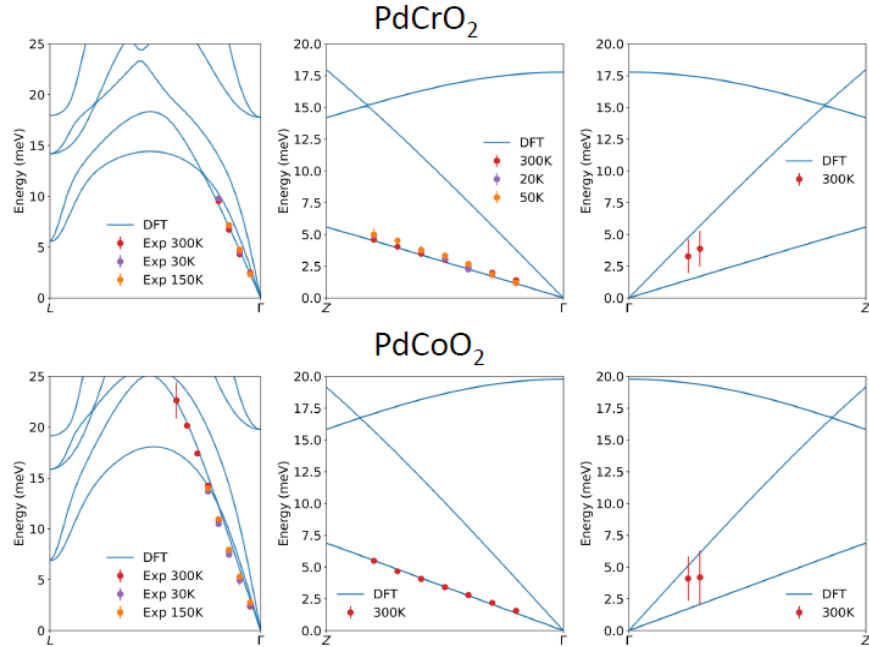 PdCrO₂
25
20
15
10
5
0
Energy (meV)
DFT
Exp 300K
Exp 30K
Exp 150K
L
Γ
20.0
17.5
15.0
12.5
10.0
7.5
5.0
2.5
0.0
Energy (meV)
DFT
300K
20K
50K
Z
Γ
20.0
17.5
15.0
12.5
10.0
7.5
5.0
2.5
0.0
Energy (meV)
DFT
300K
Γ
Z
PdCoO₂
25
20
15
10
5
0
Energy (meV)
DFT
Exp 300K
Exp 30K
Exp 150K
L
Γ
20.0
17.5
15.0
12.5
10.0
7.5
5.0
2.5
0.0
Energy (meV)
DFT
300K
Z
Γ
20.0
17.5
15.0
12.5
10.0
7.5
5.0
2.5
0.0
Energy (meV)
DFT
300K
Γ
Z